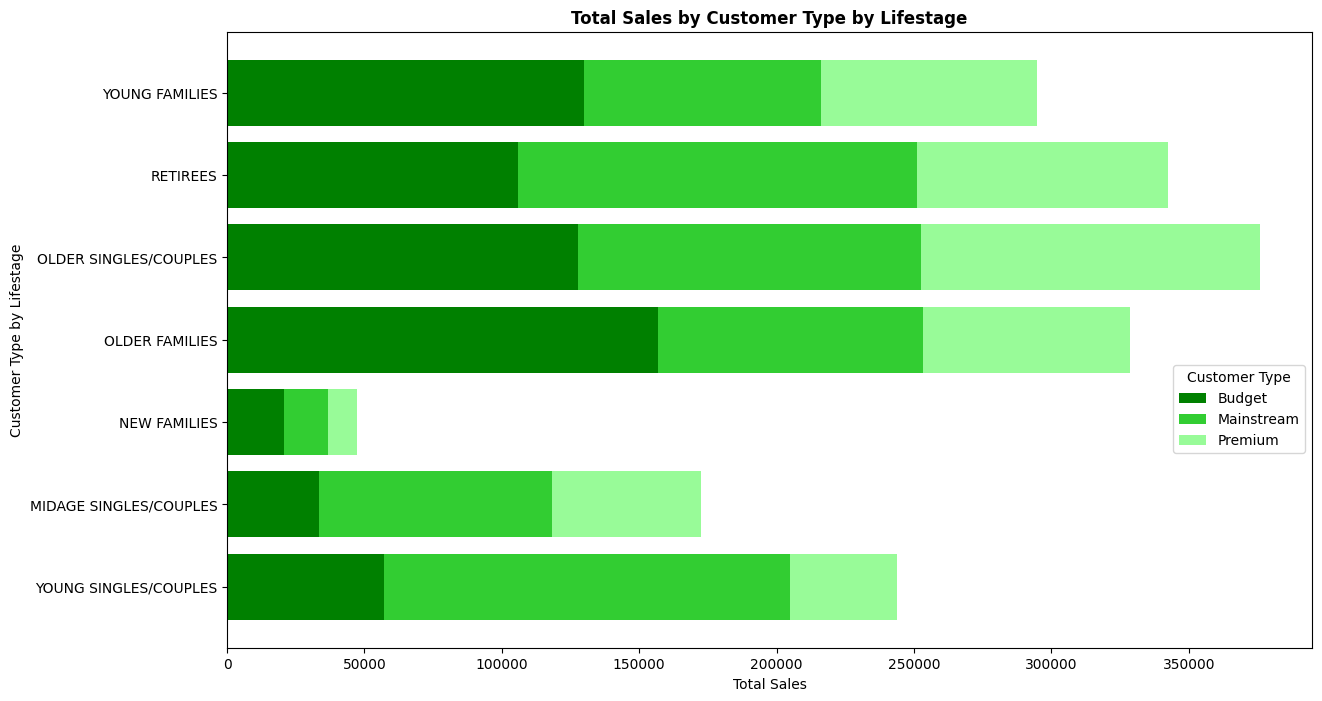 Total Sales by Customer Type by Lifestage
Customer Type by Lifestage
YOUNG FAMILIES
RETIREES
OLDER SINGLES/COUPLES
OLDER FAMILIES
NEW FAMILIES
MIDAGE SINGLES/COUPLES
YOUNG SINGLES/COUPLES
Customer Type
Budget
Mainstream
Premium
0 50000 100000 150000 200000 250000 300000 350000
Total Sales